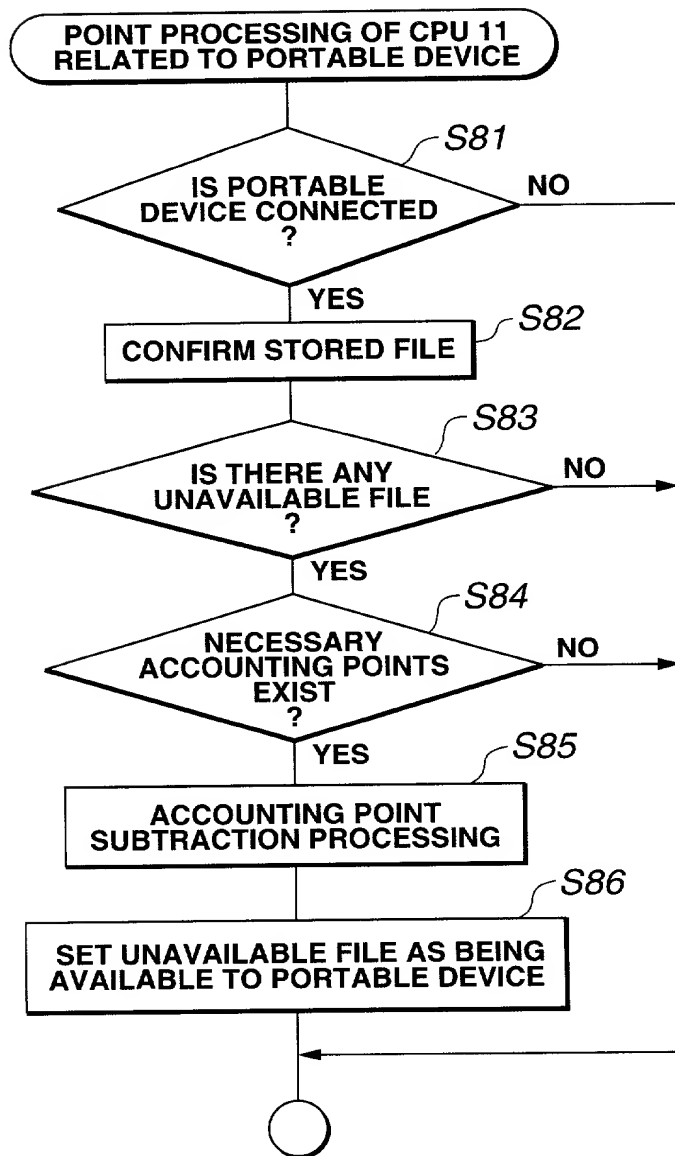 POINT PROCESSING OF CPU 11
RELATED TO PORTABLE DEVICE
S81
IS PORTABLE
DEVICE CONNECTED
?
NO
YES
S82
CONFIRM STORED FILE
S83
IS THERE ANY
UNAVAILABLE FILE
?
NO
YES
S84
NECESSARY
ACCOUNTING POINTS
EXIST
?
NO
YES
S85
ACCOUNTING POINT
SUBTRACTION PROCESSING
S86
SET UNAVAILABLE FILE AS BEING
AVAILABLE TO PORTABLE DEVICE